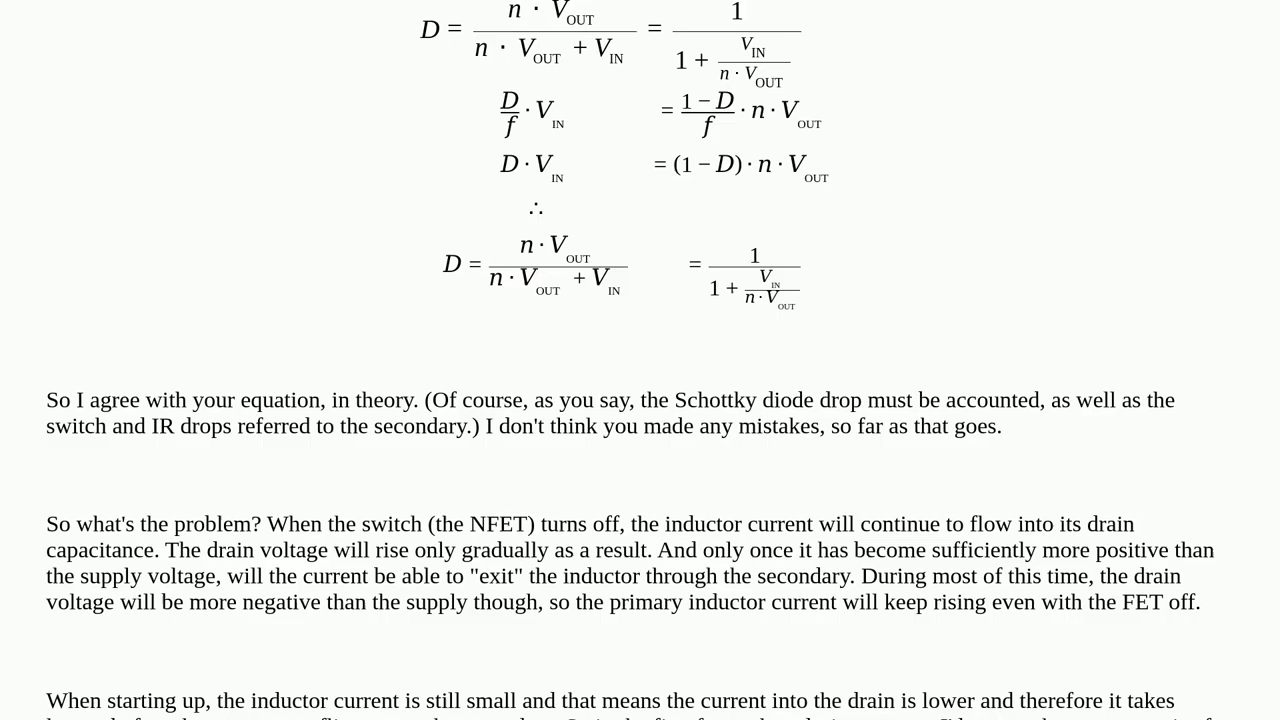 D = n · V_OUT / (n · V_OUT + V_IN) = 1 / (1 + V_IN / (n · V_OUT))
D/f · V_IN = (1 − D)/f · n · V_OUT
D · V_IN = (1 − D) · n · V_OUT
∴
D = n · V_OUT / (n · V_OUT + V_IN) = 1 / (1 + V_IN / (n · V_OUT))
So I agree with your equation, in theory. (Of course, as you say, the Schottky diode drop must be accounted, as well as the
switch and IR drops referred to the secondary.) I don't think you made any mistakes, so far as that goes.
So what's the problem? When the switch (the NFET) turns off, the inductor current will continue to flow into its drain
capacitance. The drain voltage will rise only gradually as a result. And only once it has become sufficiently more positive than
the supply voltage, will the current be able to "exit" the inductor through the secondary. During most of this time, the drain
voltage will be more negative than the supply though, so the primary inductor current will keep rising even with the FET off.
When starting up, the inductor current is still small and that means the current into the drain is lower and therefore it takes